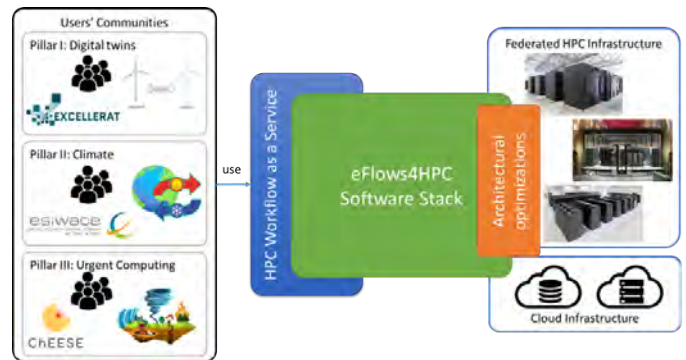 Users' Communities
Pillar I: Digital twins
EXCELLERAT
Pillar II: Climate
esiwace
Pillar III: Urgent Computing
ChEESE
use
HPC Workflow as a Service
eFlows4HPC
Software Stack
Architectural
optimizations
Federated HPC Infrastructure
Cloud Infrastructure